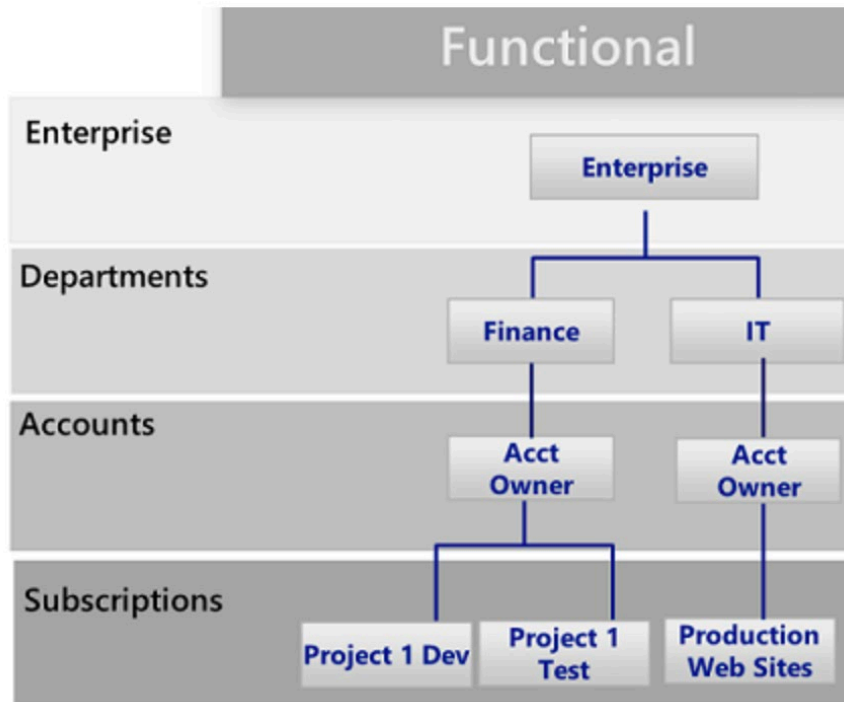 Functional
Enterprise
Enterprise
Departments
Finance
IT
Accounts
Acct
Owner
Acct
Owner
Subscriptions
Project 1 Dev
Project 1
Test
Production
Web Sites